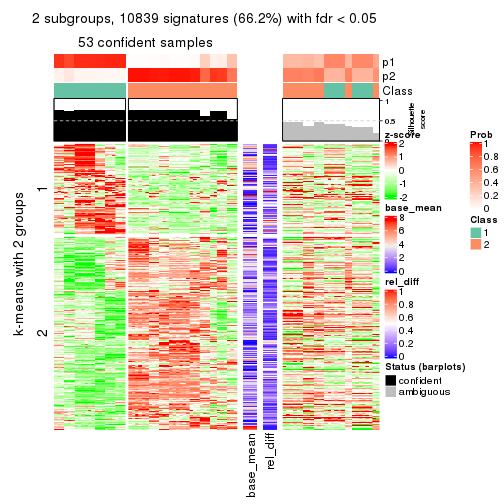 2 subgroups, 10839 signatures (66.2%) with fdr < 0.05
53 confident samples
p1
p2
Class
1
0.5
0
Silhouette
score
z-score
2
1
0
-1
-2
base_mean
8
6
4
2
0
rel_diff
1
0.8
0.6
0.4
0.2
0
Status (barplots)
confident
ambiguous
Prob
1
0.8
0.6
0.4
0.2
0
Class
1
2
k-means with 2 groups
1
2
base_mean
rel_diff